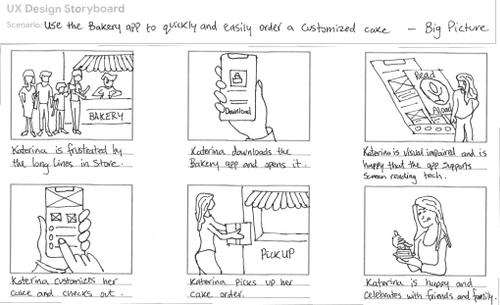 UX Design Storyboard
Scenario: Use the Bakery app to quickly and easily order a customized cake — Big Picture
BAKERY
Download
Read
Aloud
Katerina is frustrated by
the long lines in store.
Katerina downloads the
Bakery app and opens it.
Katerina is visual impaired and is
happy that the app supports
screen reading tech.
PICKUP
Katerina customizes her
cake and checks out.
Katerina picks up her
cake order.
Katerina is happy and
celebrates with friends and family.